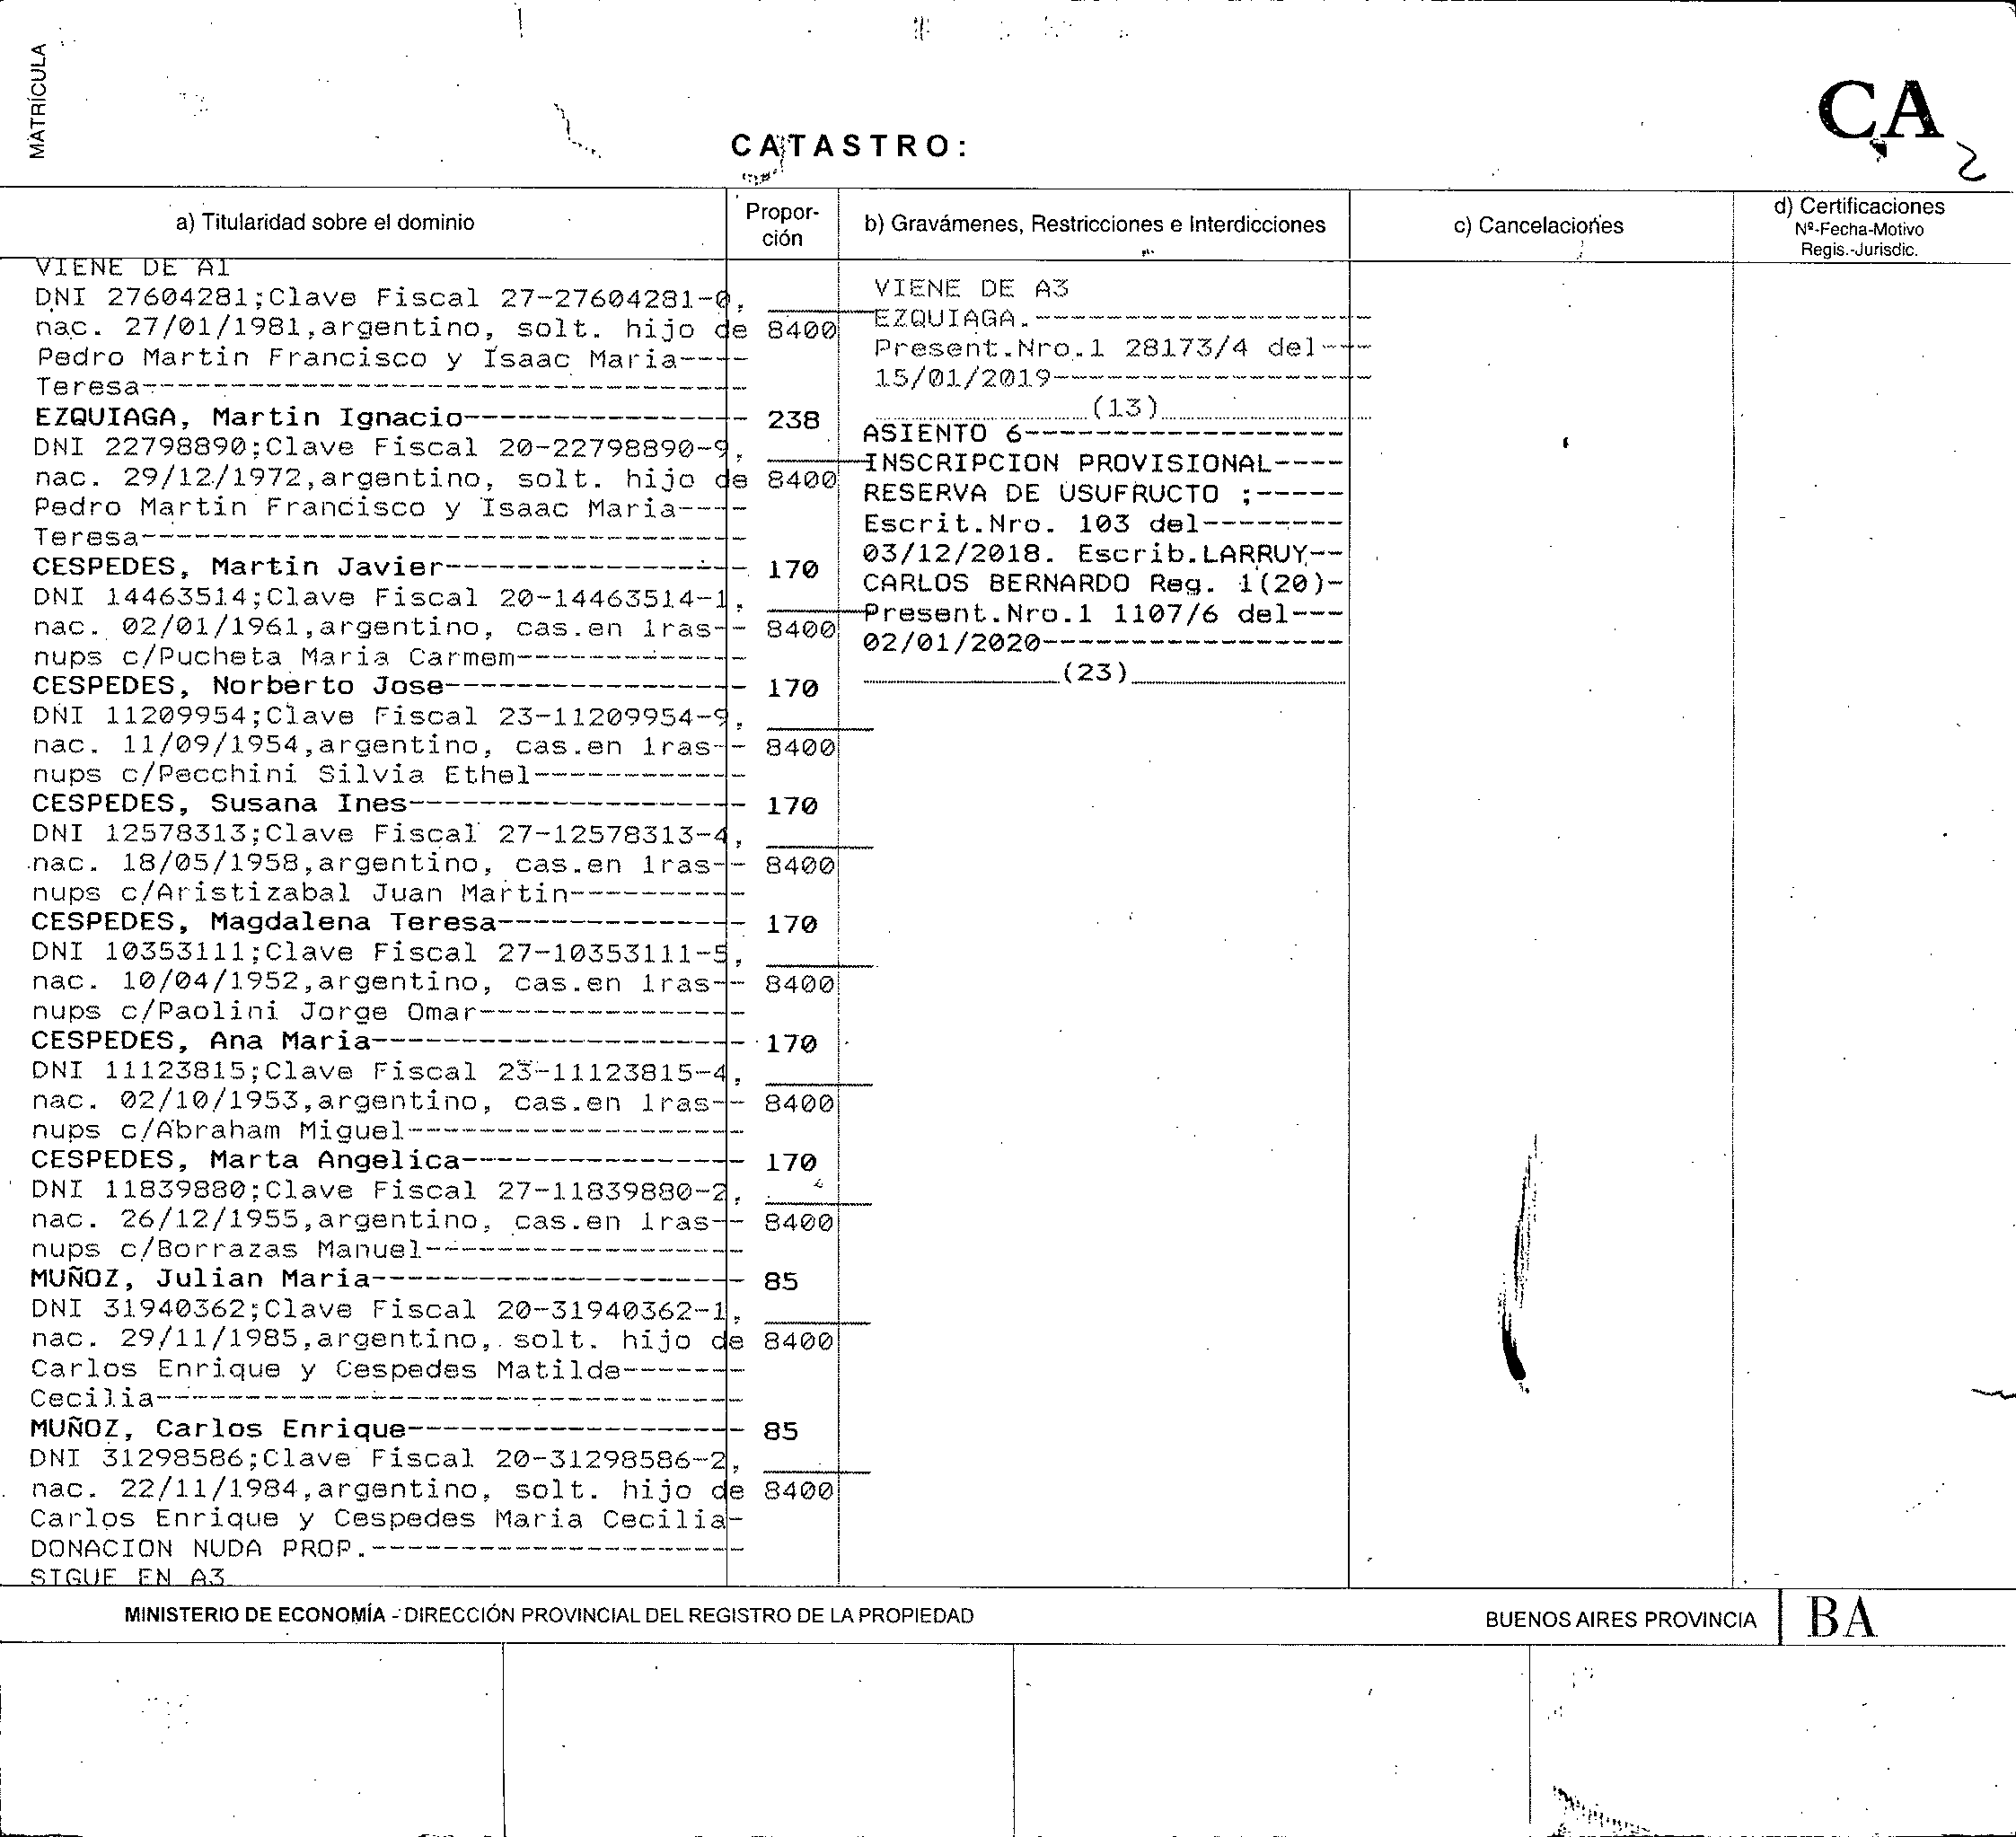 MATRÍCULA
CATASTRO:
CA
2
a) Titularidad sobre el dominio
Propor-
ción
b) Gravámenes, Restricciones e Interdicciones
c) Cancelaciones
d) Certificaciones
Nº-Fecha-Motivo
Regis.-Jurisdic.
VIENE DE A1
DNI 27604281;Clave Fiscal 27-27604281-0,
nac. 27/01/1981,argentino, solt. hijo de 8400
Pedro Martin Francisco y Isaac Maria----
Teresa----------------------------------
EZQUIAGA, Martin Ignacio---------------- 238
DNI 22798890;Clave Fiscal 20-22798890-9,
nac. 29/12/1972,argentino, solt. hijo de 8400
Pedro Martin Francisco y Isaac Maria----
Teresa----------------------------------
CESPEDES, Martin Javier----------------- 170
DNI 14463514;Clave Fiscal 20-14463514-1,
nac. 02/01/1961,argentino, cas.en 1ras-- 8400
nups c/Pucheta Maria Carmem-------------
CESPEDES, Norberto Jose----------------- 170
DNI 11209954;Clave Fiscal 23-11209954-9,
nac. 11/09/1954,argentino, cas.en 1ras-- 8400
nups c/Pecchini Silvia Ethel------------
CESPEDES, Susana Ines------------------- 170
DNI 12578313;Clave Fiscal 27-12578313-4,
nac. 18/05/1958,argentino, cas.en 1ras-- 8400
nups c/Aristizabal Juan Martin----------
CESPEDES, Magdalena Teresa-------------- 170
DNI 10353111;Clave Fiscal 27-10353111-5,
nac. 10/04/1952,argentino, cas.en 1ras-- 8400
nups c/Paolini Jorge Omar---------------
CESPEDES, Ana Maria--------------------- 170
DNI 11123815;Clave Fiscal 23-11123815-4,
nac. 02/10/1953,argentino, cas.en 1ras-- 8400
nups c/Abraham Miguel-------------------
CESPEDES, Marta Angelica---------------- 170
DNI 11839880;Clave Fiscal 27-11839880-2,
nac. 26/12/1955,argentino, cas.en 1ras-- 8400
nups c/Borrazas Manuel------------------
MUÑOZ, Julian Maria--------------------- 85
DNI 31940362;Clave Fiscal 20-31940362-1,
nac. 29/11/1985,argentino, solt. hijo de 8400
Carlos Enrique y Cespedes Matilde-------
Cecilia---------------------------------
MUÑOZ, Carlos Enrique------------------- 85
DNI 31298586;Clave Fiscal 20-31298586-2,
nac. 22/11/1984,argentino, solt. hijo de 8400
Carlos Enrique y Cespedes Maria Cecilia-
DONACION NUDA PROP.---------------------
SIGUE EN A3
VIENE DE A3
EZQUIAGA.-------------------
Present.Nro.1 28173/4 del---
15/01/2019------------------
(13)
ASIENTO 6------------------
INSCRIPCION PROVISIONAL----
RESERVA DE USUFRUCTO ;-----
Escrit.Nro. 103 del--------
03/12/2018. Escrib.LARRUY--
CARLOS BERNARDO Reg. 1(20)-
Present.Nro.1 1107/6 del---
02/01/2020-----------------
(23)
MINISTERIO DE ECONOMÍA - DIRECCIÓN PROVINCIAL DEL REGISTRO DE LA PROPIEDAD
BUENOS AIRES PROVINCIA
BA